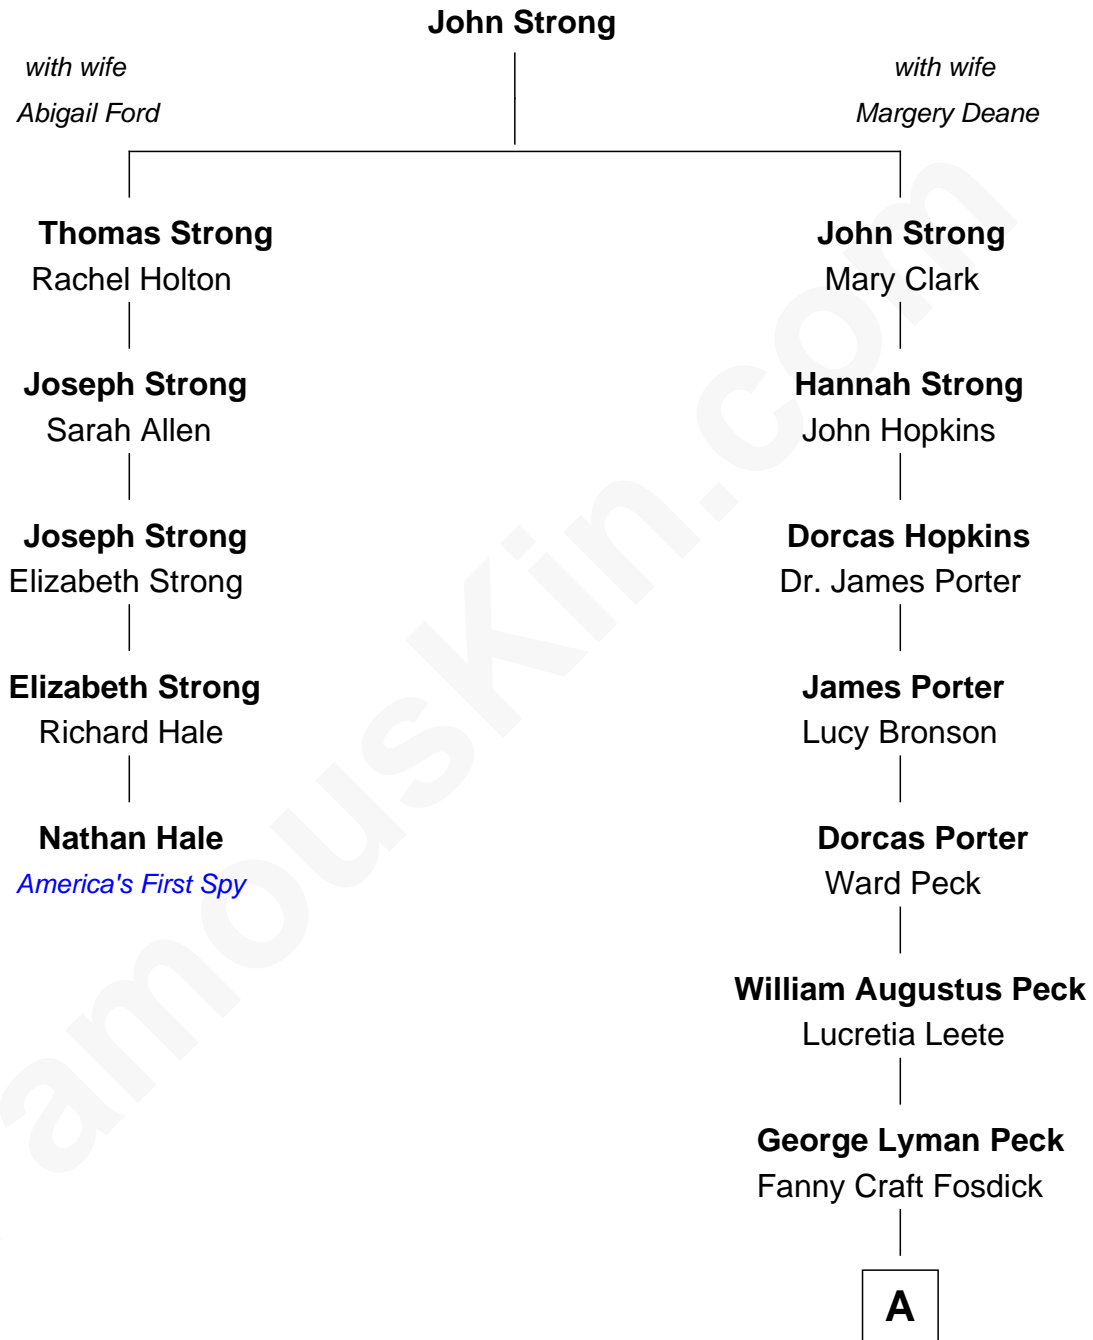 John Strong
with wife
Abigail Ford
with wife
Margery Deane
Thomas Strong
Rachel Holton
John Strong
Mary Clark
Joseph Strong
Sarah Allen
Hannah Strong
John Hopkins
Joseph Strong
Elizabeth Strong
Dorcas Hopkins
Dr. James Porter
Elizabeth Strong
Richard Hale
James Porter
Lucy Bronson
Nathan Hale
America's First Spy
Dorcas Porter
Ward Peck
William Augustus Peck
Lucretia Leete
George Lyman Peck
Fanny Craft Fosdick
A
amousKin.com